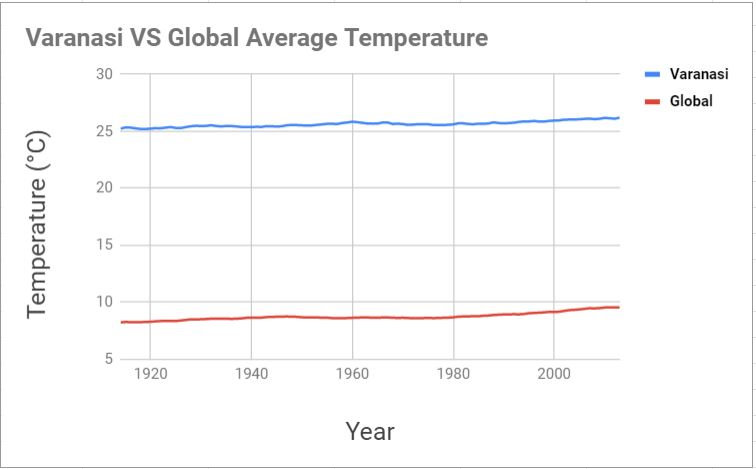 Varanasi VS Global Average Temperature
Varanasi
Global
Temperature (°C)
30
25
20
15
10
5
1920 1940 1960 1980 2000
Year